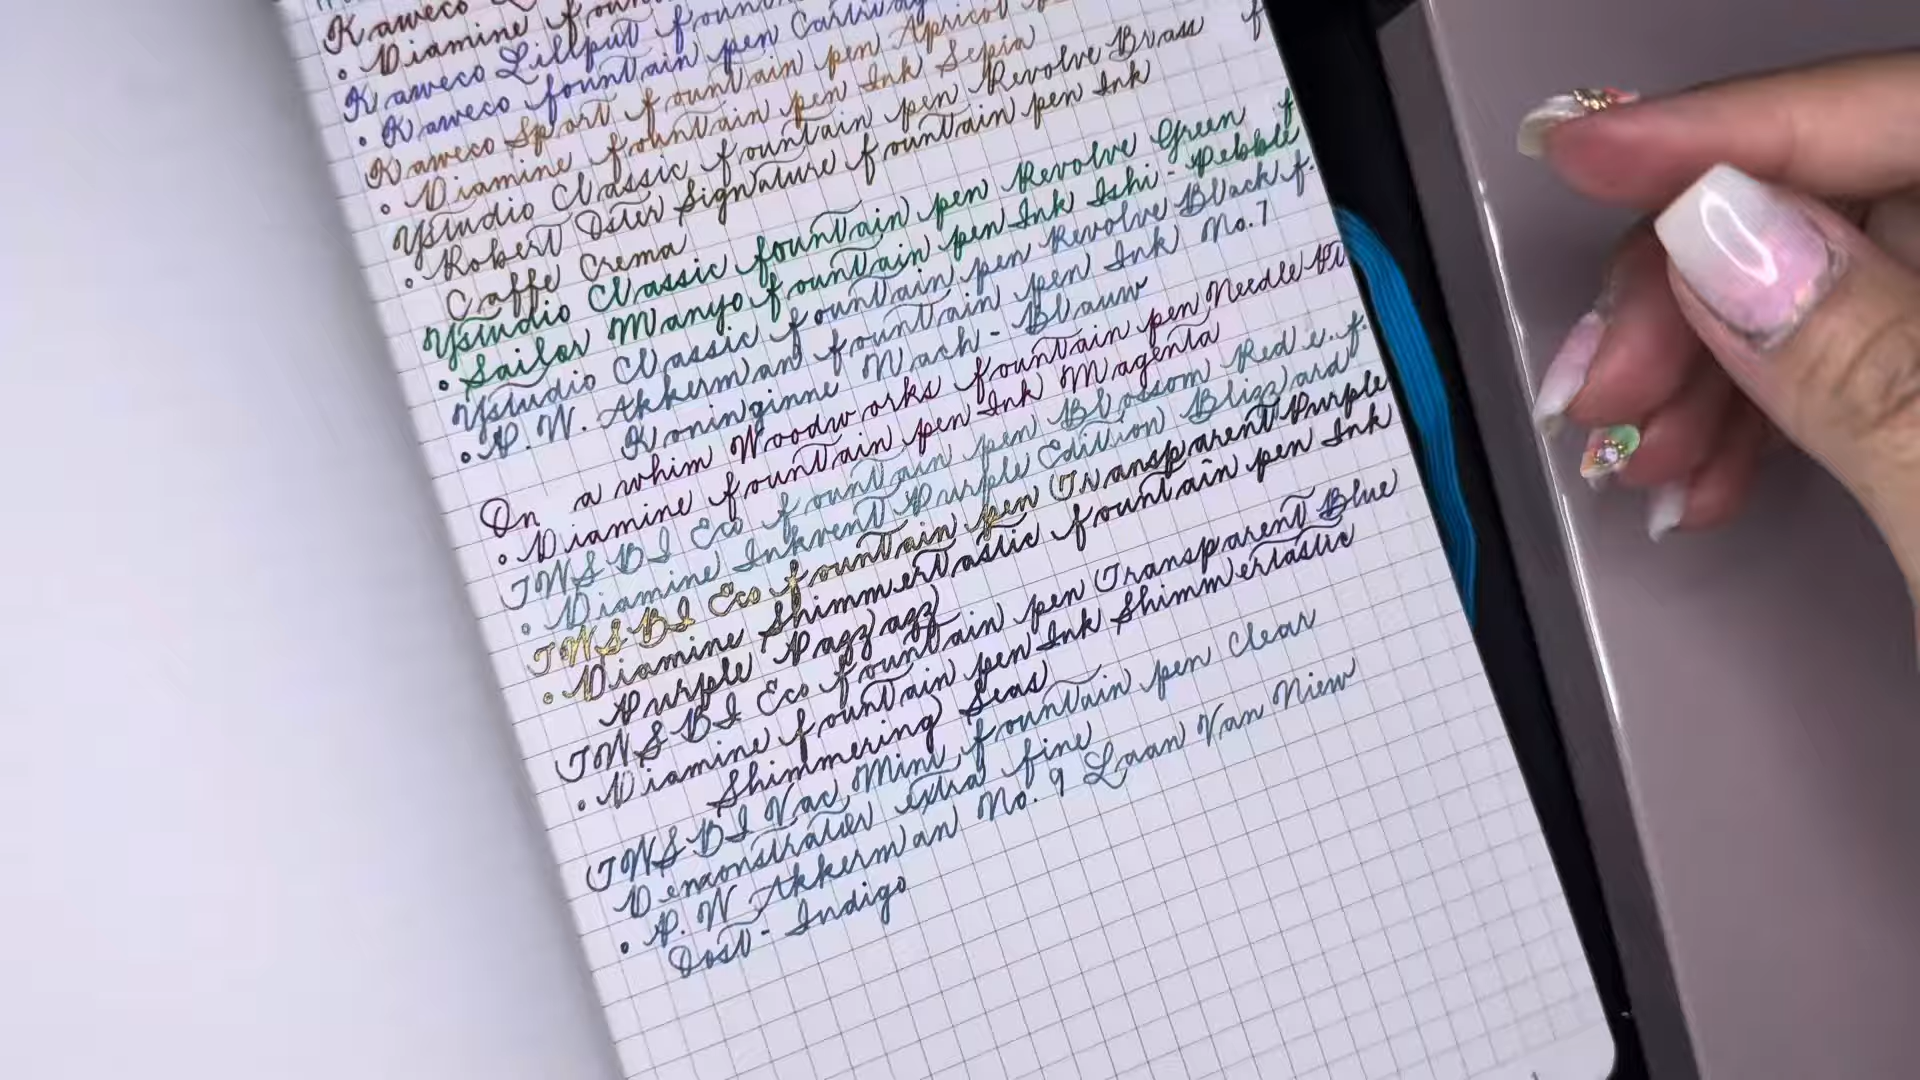 Kaweco
• Diamine foun
Kaweco Lilliput foun
• Kaweco fountain pen Cartridg
Kaweco Sport fountain pen Apricot
• Diamine fountain pen Ink Sepia
Ystudio Classic fountain pen Revolve Brass f
• Robert Oster Signature fountain pen Ink
Caffe Crema
Ystudio Classic fountain pen Revolve Green f
• Sailor Manyo fountain pen Ink Ishi - Pebble
Ystudio Classic fountain pen Revolve Black f.
• P.W. Akkerman fountain pen Ink No.7
Koninginne Nach - Blauw
On a whim Woodworks fountain pen Needle Po
• Diamine fountain pen Ink Magenta
TWSBI Eco fountain pen Blossom Red e.f.
• Diamine Inkvent Purple Edition Blizzard
TWSBI Eco fountain pen Transparent Purple
• Diamine Shimmertastic fountain pen Ink
Purple Pazzazz
TWSBI Eco fountain pen Transparent Blue
• Diamine fountain pen Ink Shimmertastic
Shimmering Seas
TWSBI Vac Mini fountain pen Clear
Demonstrator extra fine
• P.W Akkerman No. 9 Laan Van Niew
Oost - Indigo